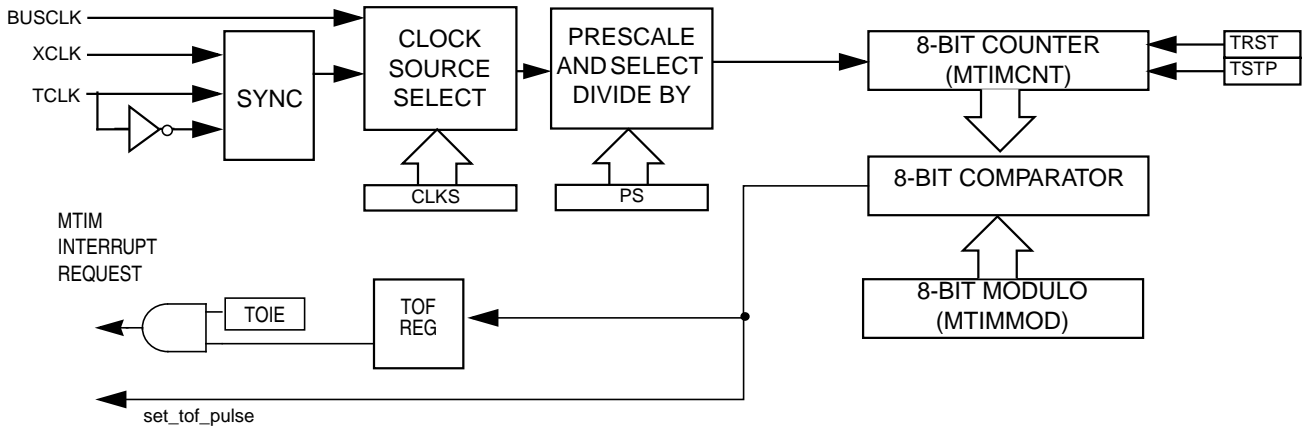 BUSCLK
XCLK
TCLK
SYNC
CLOCK
SOURCE
SELECT
PRESCALE
AND SELECT
DIVIDE BY
8-BIT COUNTER
(MTIMCNT)
TRST
TSTP
CLKS
PS
8-BIT COMPARATOR
MTIM
INTERRUPT
REQUEST
8-BIT MODULO
(MTIMMOD)
TOIE
TOF
REG
set_tof_pulse